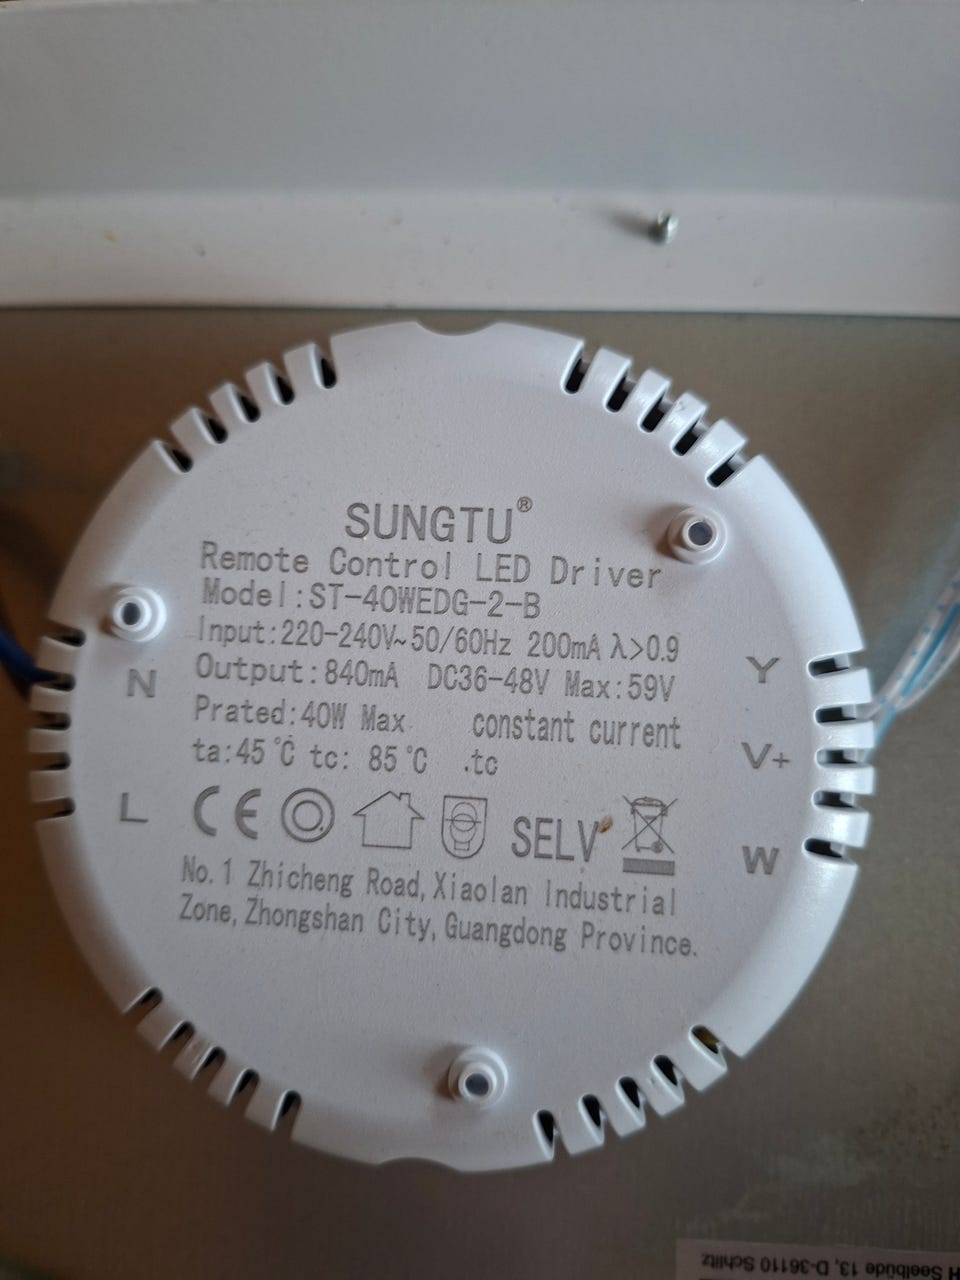 SUNGTU®
Remote Control LED Driver
Model:ST-40WEDG-2-B
Input:220-240V~50/60Hz 200mA λ>0.9
Output:840mA DC36-48V Max:59V
Prated:40W Max constant current
ta:45℃ tc: 85℃ .tc
N
L
Y
V+
W
CE SELV
No.1 Zhicheng Road,Xiaolan Industrial
Zone,Zhongshan City,Guangdong Province.
H Seelbüde 13, D-36110 Schlitz